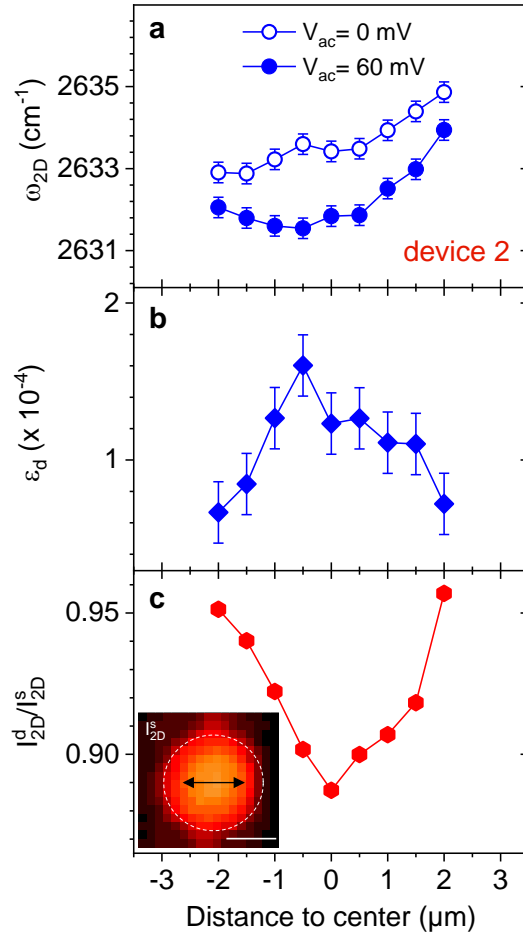 a
V_ac= 0 mV
V_ac= 60 mV
2635
2633
2631
ω_2D (cm⁻¹)
device 2
b
2
1
ε_d (x 10⁻⁴)
c
0.95
0.90
I^d_2D/I^s_2D
I^s_2D
-3 -2 -1 0 1 2 3
Distance to center (µm)